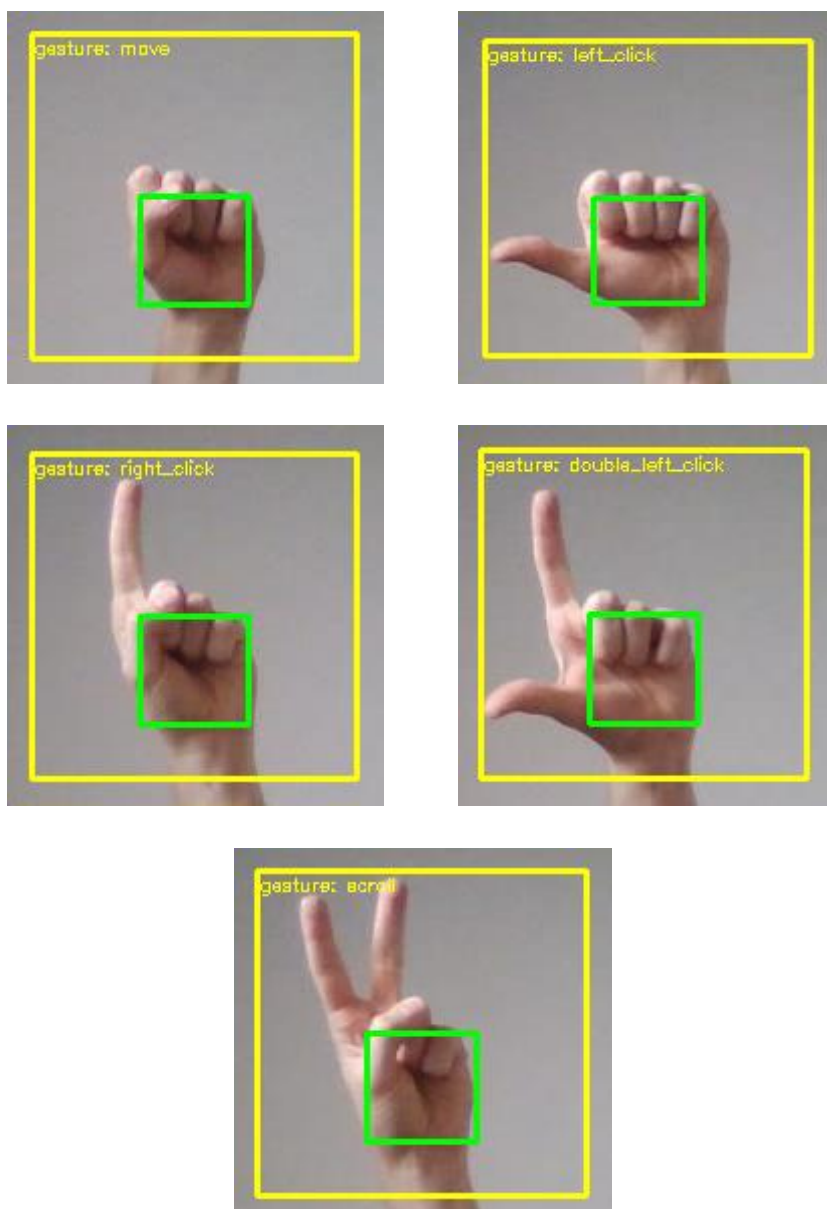 gesture: move
gesture: left_click
gesture: right_click
gesture: double_left_click
gesture: scroll